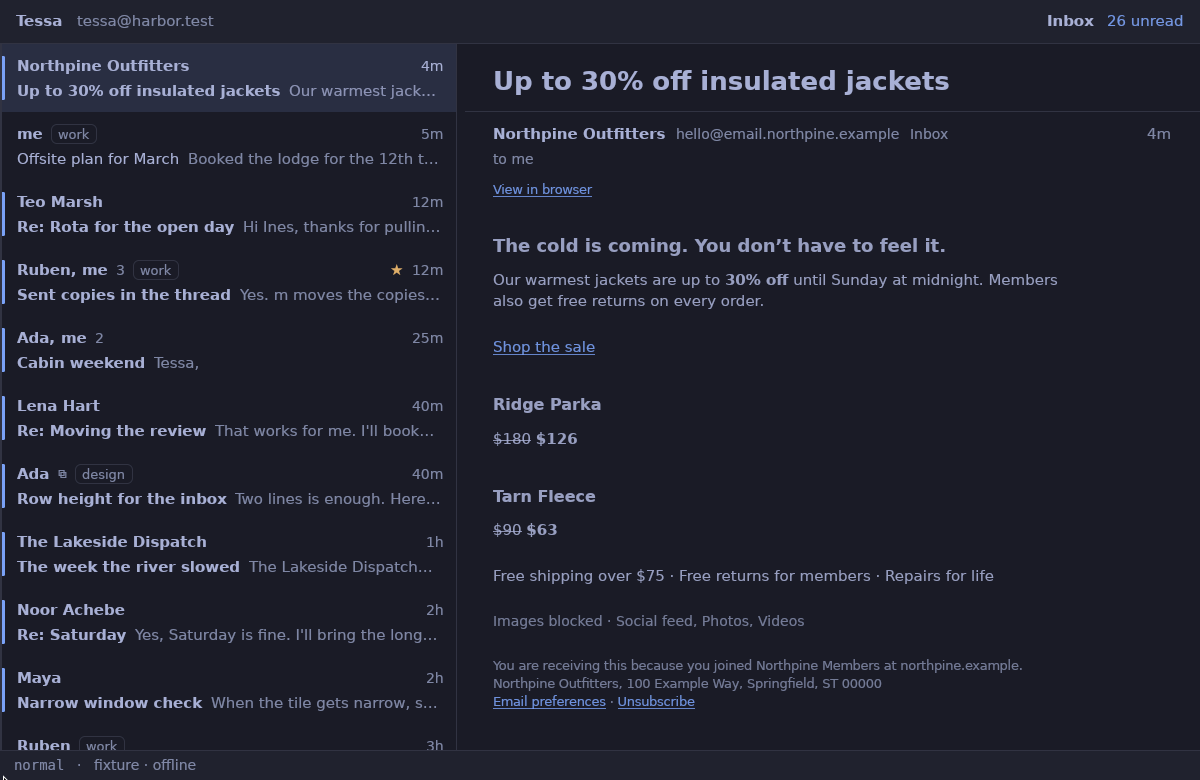 Tessa tessa@harbor.test
Inbox 26 unread
Northpine Outfitters 4m
Up to 30% off insulated jackets Our warmest jack…
me work 5m
Offsite plan for March Booked the lodge for the 12th t…
Teo Marsh 12m
Re: Rota for the open day Hi Ines, thanks for pullin…
Ruben, me 3 work ★ 12m
Sent copies in the thread Yes. m moves the copies…
Ada, me 2 25m
Cabin weekend Tessa,
Lena Hart 40m
Re: Moving the review That works for me. I'll book…
Ada design 40m
Row height for the inbox Two lines is enough. Here…
The Lakeside Dispatch 1h
The week the river slowed The Lakeside Dispatch…
Noor Achebe 2h
Re: Saturday Yes, Saturday is fine. I'll bring the long…
Maya 2h
Narrow window check When the tile gets narrow, s…
Ruben work 3h
Up to 30% off insulated jackets
Northpine Outfitters hello@email.northpine.example Inbox 4m
to me
View in browser
The cold is coming. You don’t have to feel it.
Our warmest jackets are up to 30% off until Sunday at midnight. Members
also get free returns on every order.
Shop the sale
Ridge Parka
$180 $126
Tarn Fleece
$90 $63
Free shipping over $75 · Free returns for members · Repairs for life
Images blocked · Social feed, Photos, Videos
You are receiving this because you joined Northpine Members at northpine.example.
Northpine Outfitters, 100 Example Way, Springfield, ST 00000
Email preferences · Unsubscribe
normal · fixture · offline